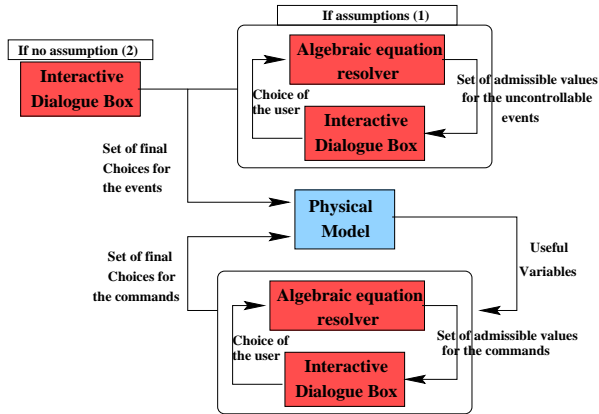 If assumptions (1)
If no assumption (2)
Interactive
Dialogue Box
Algebraic equation
resolver
Choice of
the user
Set of admissible values
for the uncontrollable
events
Interactive
Dialogue Box
Set of final
Choices for
the events
Physical
Model
Set of final
Choices for
the commands
Useful
Variables
Algebraic equation
resolver
Choice of
the user
Set of admissible values
for the commands
Interactive
Dialogue Box